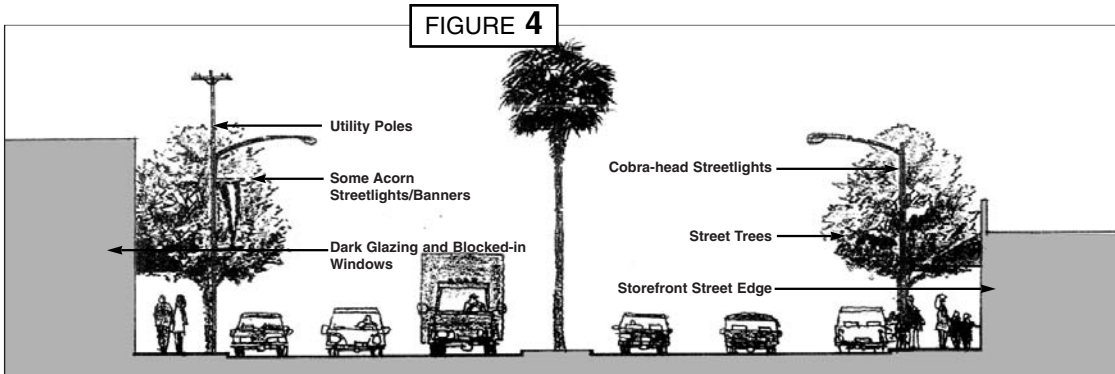 FIGURE 4
Utility Poles
Some Acorn
Streetlights/Banners
Dark Glazing and Blocked-in
Windows
Cobra-head Streetlights
Street Trees
Storefront Street Edge